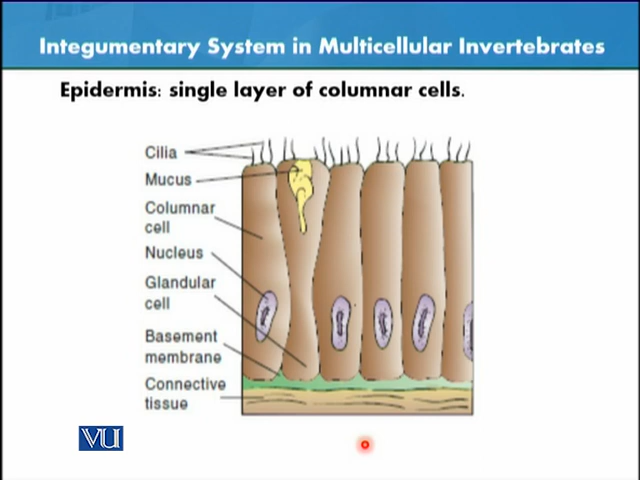 Integumentary System in Multicellular Invertebrates
Epidermis: single layer of columnar cells.
Cilia
Mucus
Columnar
cell
Nucleus
Glandular
cell
Basement
membrane
Connective
tissue
VU